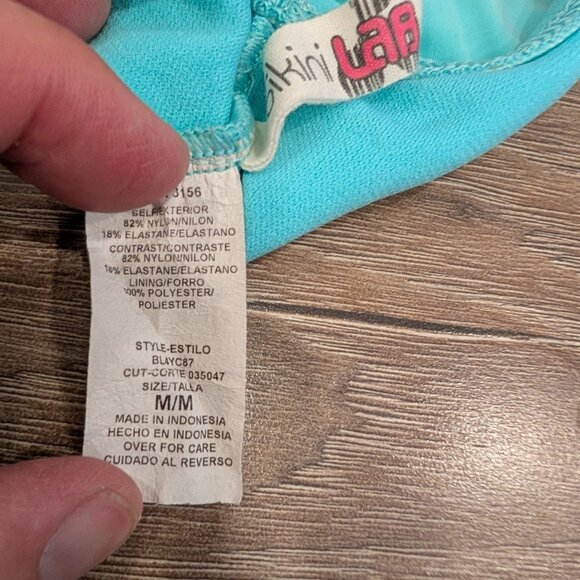 Bikini
LAB
3156
SELF/EXTERIOR
82% NYLON/NILON
18% ELASTANE/ELASTANO
CONTRAST/CONTRASTE
82% NYLON/NILON
18% ELASTANE/ELASTANO
LINING/FORRO
100% POLYESTER/
POLIESTER
STYLE-ESTILO
BLAYC87
CUT-CORTE 035047
SIZE/TALLA
M/M
MADE IN INDONESIA
HECHO EN INDONESIA
OVER FOR CARE
CUIDADO AL REVERSO